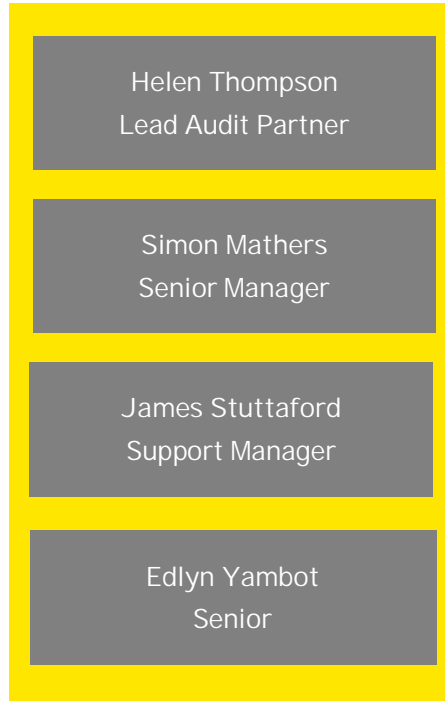 Helen Thompson
Lead Audit Partner
Simon Mathers
Senior Manager
James Stuttaford
Support Manager
Edlyn Yambot
Senior